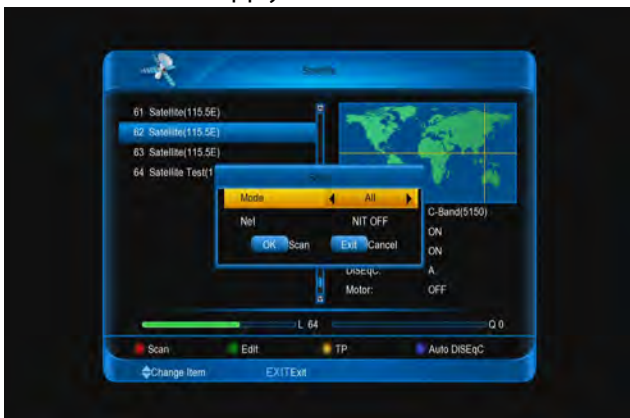 Satellite
61 Satellite(115.5E)
62 Satellite(115.5E)
63 Satellite(115.5E)
64 Satellite Test(1
Scan
Mode All
Net NIT OFF
OK Scan Exit Cancel
C-Band(5150)
ON
ON
DISEqC: A
Motor: OFF
L 64 Q 0
Scan Edit TP Auto DISEqC
Change Item EXIT Exit